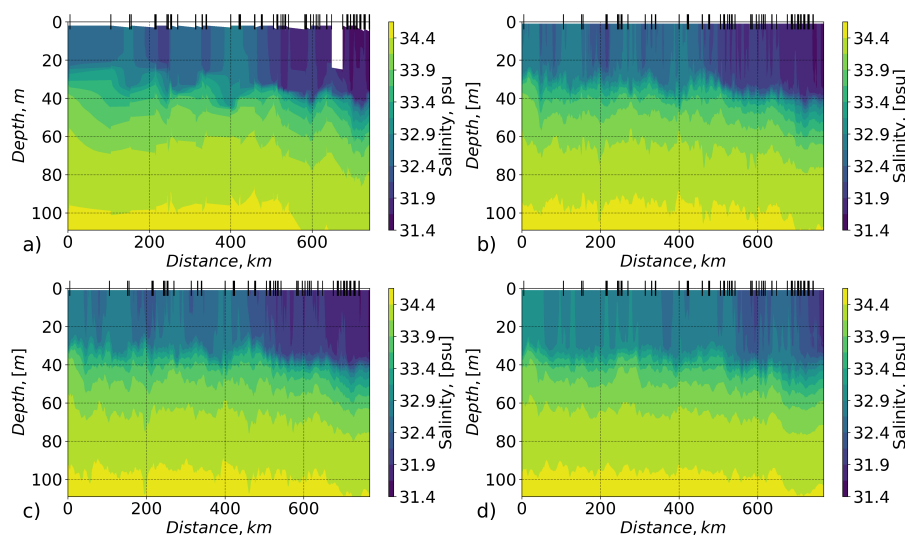 0
20
40
60
80
100
Depth, m
0 200 400 600
Distance, km
a)
34.4
33.9
33.4
32.9
32.4
31.9
31.4
Salinity, psu
0
20
40
60
80
100
Depth, [m]
0 200 400 600
Distance, km
b)
34.4
33.9
33.4
32.9
32.4
31.9
31.4
Salinity, [psu]
0
20
40
60
80
100
Depth, [m]
0 200 400 600
Distance, km
c)
34.4
33.9
33.4
32.9
32.4
31.9
31.4
Salinity, [psu]
0
20
40
60
80
100
Depth, [m]
0 200 400 600
Distance, km
d)
34.4
33.9
33.4
32.9
32.4
31.9
31.4
Salinity, [psu]